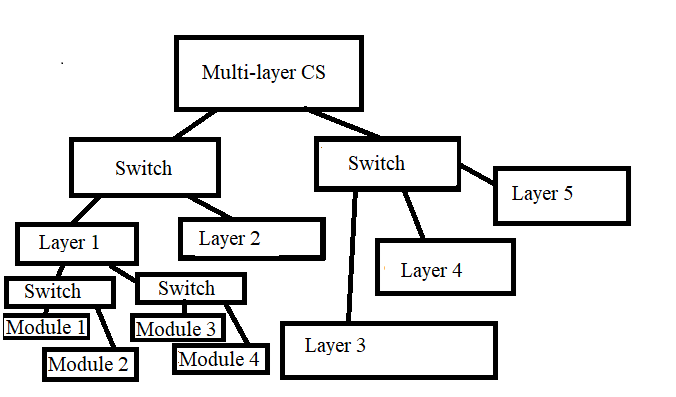 Multi-layer CS
Switch
Switch
Layer 5
Layer 1
Layer 2
Layer 4
Switch
Switch
Module 1
Module 3
Layer 3
Module 2
Module 4